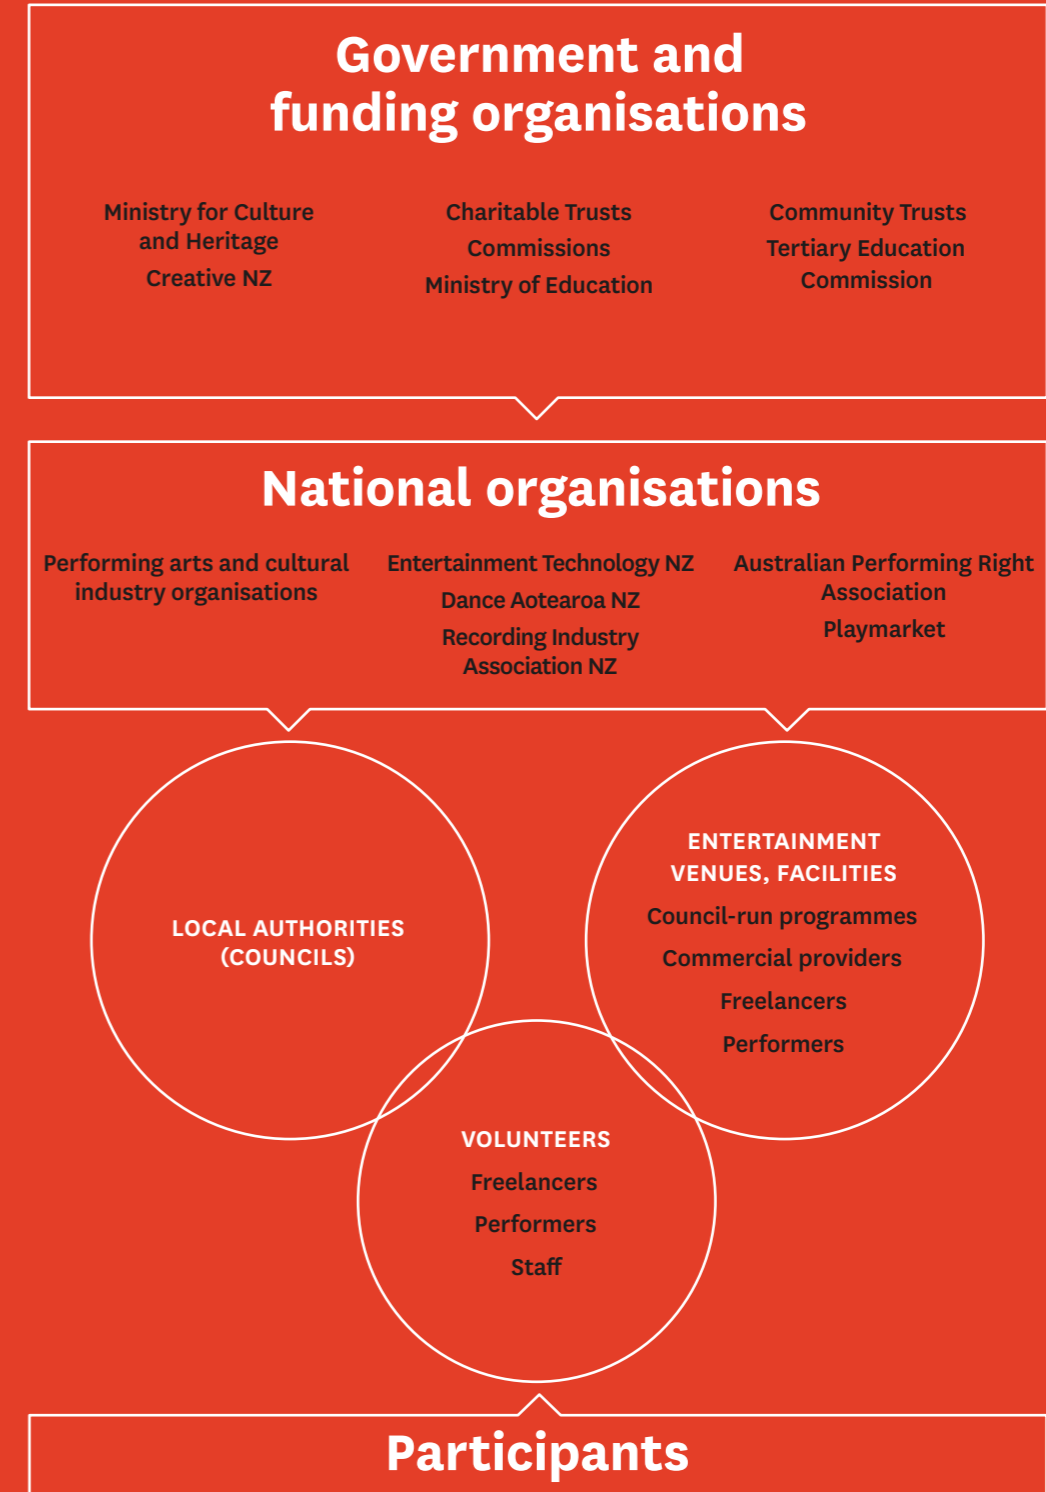 Government and
funding organisations
Ministry for Culture
and Heritage
Creative NZ
Charitable Trusts
Commissions
Ministry of Education
Community Trusts
Tertiary Education
Commission
National organisations
Performing arts and cultural
industry organisations
Entertainment Technology NZ
Dance Aotearoa NZ
Recording Industry
Association NZ
Australian Performing Right
Association
Playmarket
LOCAL AUTHORITIES
(COUNCILS)
ENTERTAINMENT
VENUES, FACILITIES
Council-run programmes
Commercial providers
Freelancers
Performers
VOLUNTEERS
Freelancers
Performers
Staff
Participants